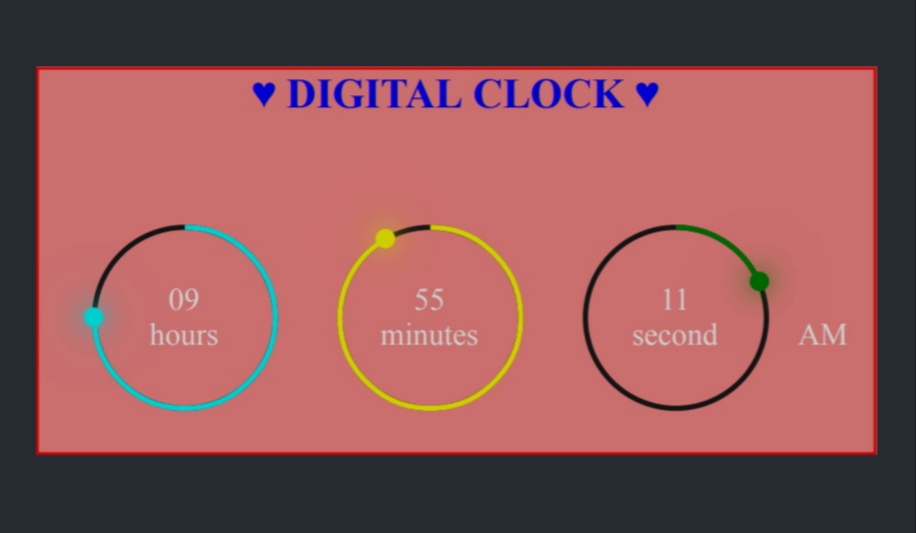 ♥ DIGITAL CLOCK ♥
09
hours
55
minutes
11
second
AM